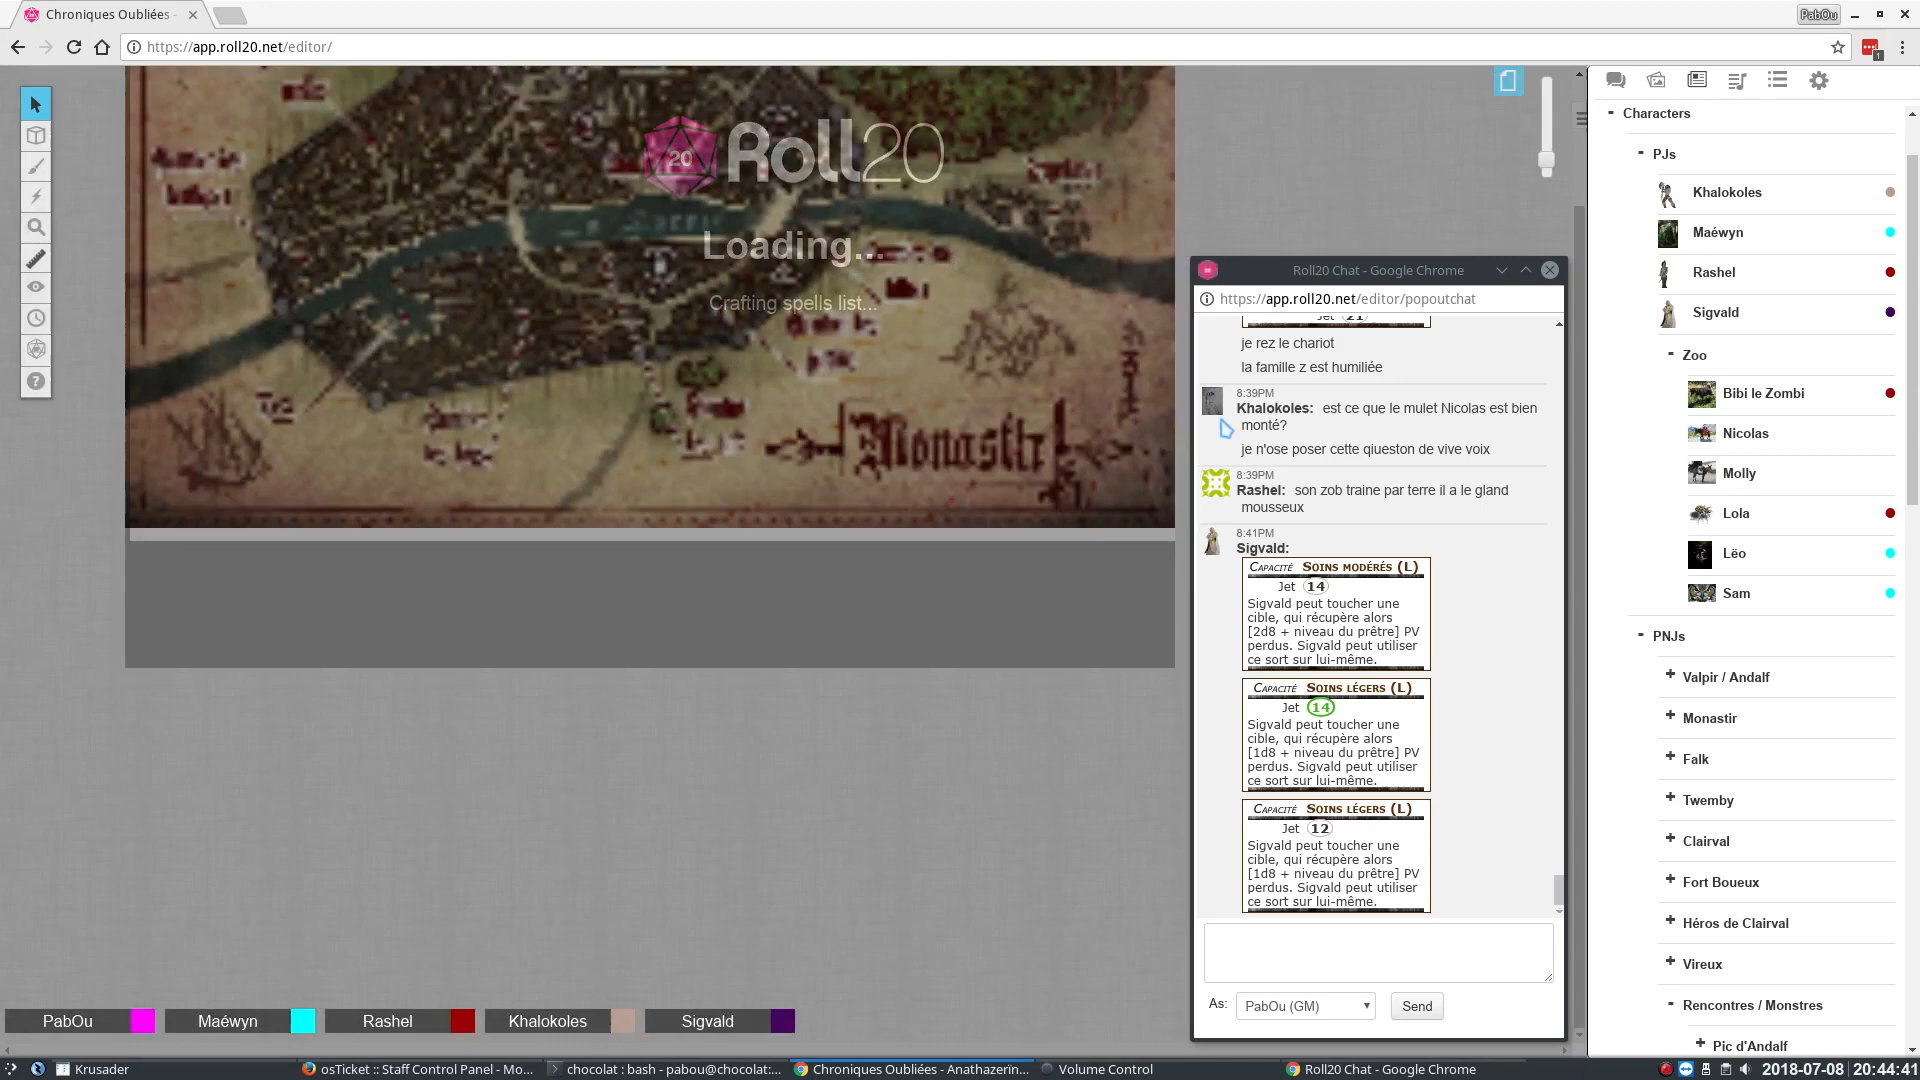 Chroniques Oubliées -
PabOu
https://app.roll20.net/editor/
1
20
Roll20
Loading...
Crafting spells list...
Monastir
Characters
PJs
Khalokoles
Maéwyn
Rashel
Sigvald
Zoo
Bibi le Zombi
Nicolas
Molly
Lola
Lëo
Sam
PNJs
Valpir / Andalf
Monastir
Falk
Twemby
Clairval
Fort Boueux
Héros de Clairval
Vireux
Rencontres / Monstres
Pic d'Andalf
Roll20 Chat - Google Chrome
https://app.roll20.net/editor/popoutchat
Jet 21
je rez le chariot
la famille z est humiliée
8:39PM
Khalokoles: est ce que le mulet Nicolas est bien
monté?
je n'ose poser cette qiueston de vive voix
8:39PM
Rashel: son zob traine par terre il a le gland
mousseux
8:41PM
Sigvald:
Capacité Soins modérés (L)
Jet 14
Sigvald peut toucher une
cible, qui récupère alors
[2d8 + niveau du prêtre] PV
perdus. Sigvald peut utiliser
ce sort sur lui-même.
Capacité Soins légers (L)
Jet 14
Sigvald peut toucher une
cible, qui récupère alors
[1d8 + niveau du prêtre] PV
perdus. Sigvald peut utiliser
ce sort sur lui-même.
Capacité Soins légers (L)
Jet 12
Sigvald peut toucher une
cible, qui récupère alors
[1d8 + niveau du prêtre] PV
perdus. Sigvald peut utiliser
ce sort sur lui-même.
As: PabOu (GM) Send
PabOu Maéwyn Rashel Khalokoles Sigvald
Krusader osTicket :: Staff Control Panel - Mo... chocolat : bash - pabou@chocolat:... Chroniques Oubliées - Anathazerïn... Volume Control Roll20 Chat - Google Chrome 2018-07-08 20:44:41